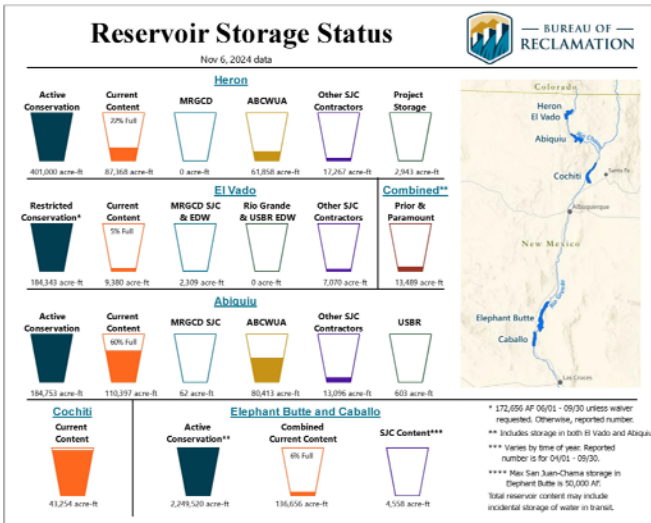 Reservoir Storage Status
Nov 6, 2024 data
BUREAU OF
RECLAMATION
Heron
Active Conservation
Current Content
MRGCD
ABCWUA
Other SJC Contractors
Project Storage
22% Full
401,000 acre-ft
87,368 acre-ft
0 acre-ft
61,858 acre-ft
17,267 acre-ft
2,943 acre-ft
El Vado
Combined**
Restricted Conservation*
Current Content
MRGCD SJC & EDW
Rio Grande & USBR EDW
Other SJC Contractors
Prior & Paramount
5% Full
184,343 acre-ft
9,380 acre-ft
2,309 acre-ft
0 acre-ft
7,070 acre-ft
13,489 acre-ft
Abiquiu
Active Conservation
Current Content
MRGCD SJC
ABCWUA
Other SJC Contractors
USBR
60% Full
184,753 acre-ft
110,397 acre-ft
62 acre-ft
80,413 acre-ft
13,096 acre-ft
603 acre-ft
Cochiti
Current Content
43,254 acre-ft
Elephant Butte and Caballo
Active Conservation**
Combined Current Content
SJC Content***
6% Full
2,249,520 acre-ft
136,656 acre-ft
4,558 acre-ft
Colorado
Heron
El Vado
Abiquiu
Cochiti
Santa Fe
Albuquerque
New Mexico
Rio Grande
Elephant Butte
Caballo
Las Cruces
* 172,656 AF 06/01 - 09/30 unless waiver
requested. Otherwise, reported number.
** Includes storage in both El Vado and Abiquiu
*** Varies by time of year. Reported
number is for 04/01 - 09/30.
**** Max San Juan-Chama storage in
Elephant Butte is 50,000 AF.
Total reservoir content may include
incidental storage of water in transit.